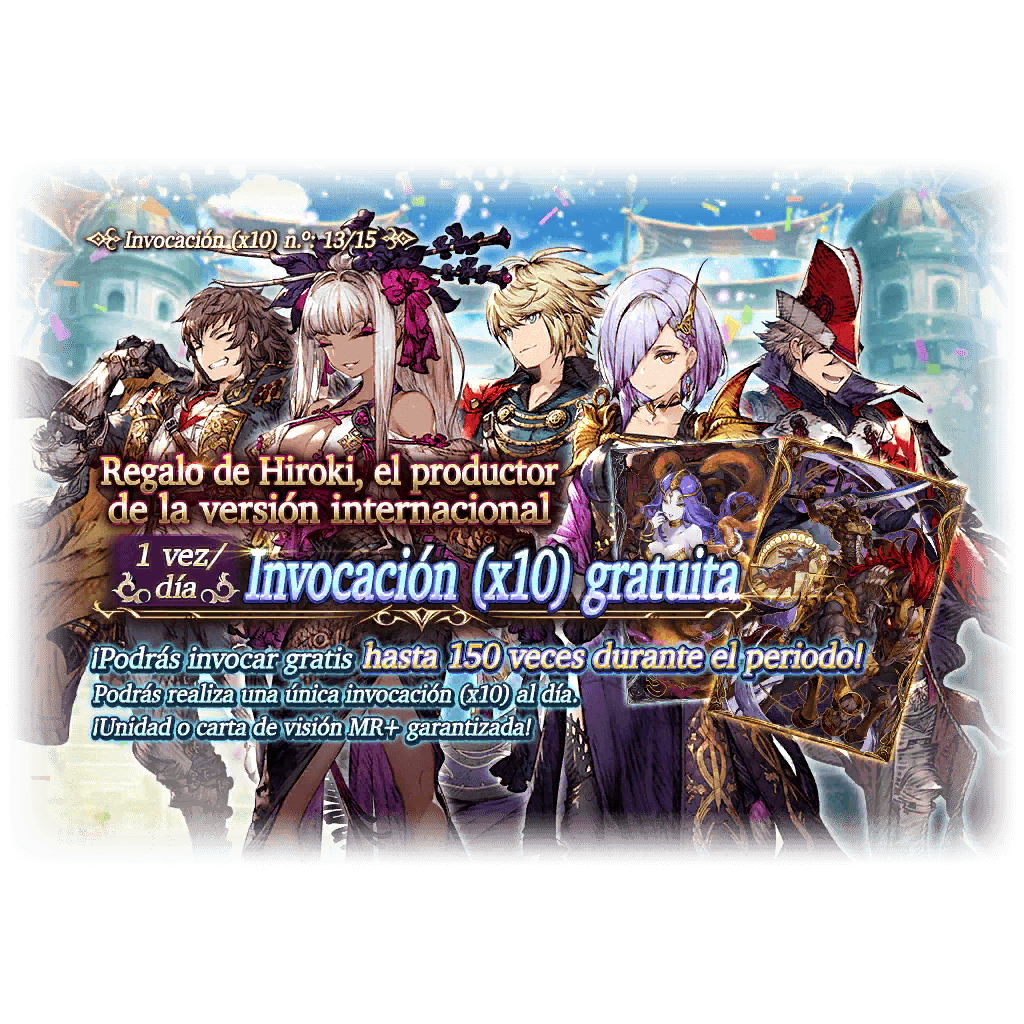 Invocación (x10) n.º: 13/15
Regalo de Hiroki, el productor
de la versión internacional
1 vez/
día
Invocación (x10) gratuita
¡Podrás invocar gratis hasta 150 veces durante el periodo!
Podrás realiza una única invocación (x10) al día.
¡Unidad o carta de visión MR+ garantizada!